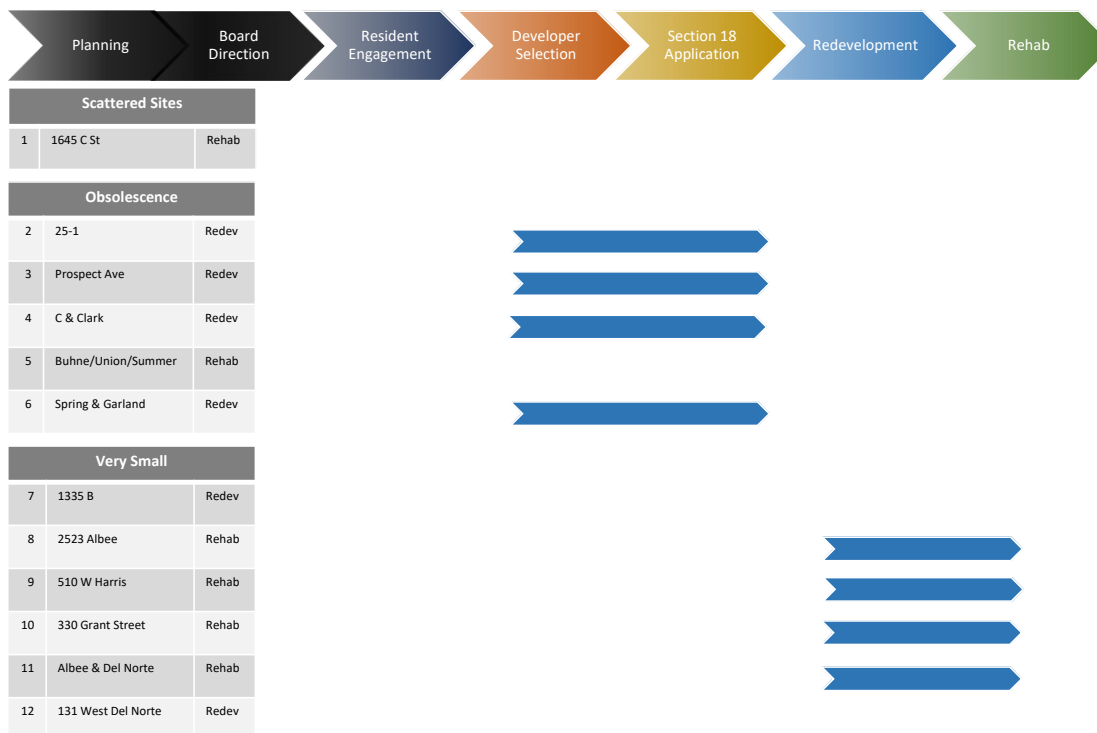 Planning
Board
Direction
Resident
Engagement
Developer
Selection
Section 18
Application
Redevelopment
Rehab
Scattered Sites
1 1645 C St Rehab
Obsolescence
2 25-1 Redev
3 Prospect Ave Redev
4 C & Clark Redev
5 Buhne/Union/Summer Rehab
6 Spring & Garland Redev
Very Small
7 1335 B Redev
8 2523 Albee Rehab
9 510 W Harris Rehab
10 330 Grant Street Rehab
11 Albee & Del Norte Rehab
12 131 West Del Norte Redev